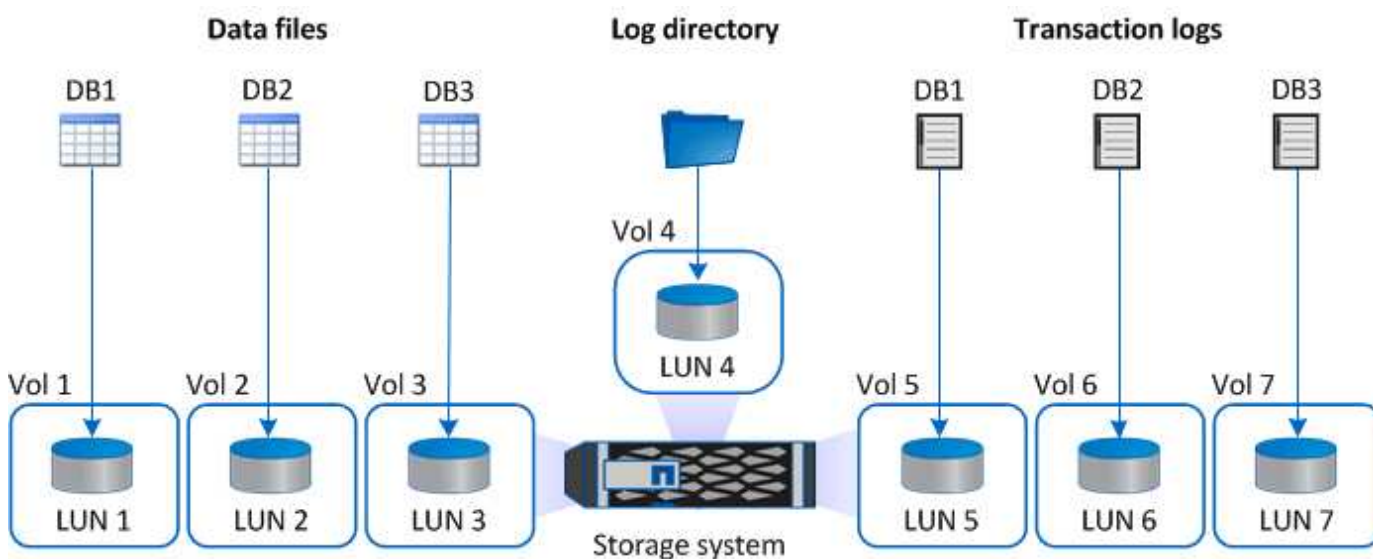 Data files
Log directory
Transaction logs
DB1
DB2
DB3
DB1
DB2
DB3
Vol 4
LUN 4
Vol 1
Vol 2
Vol 3
Vol 5
Vol 6
Vol 7
LUN 1
LUN 2
LUN 3
LUN 5
LUN 6
LUN 7
Storage system